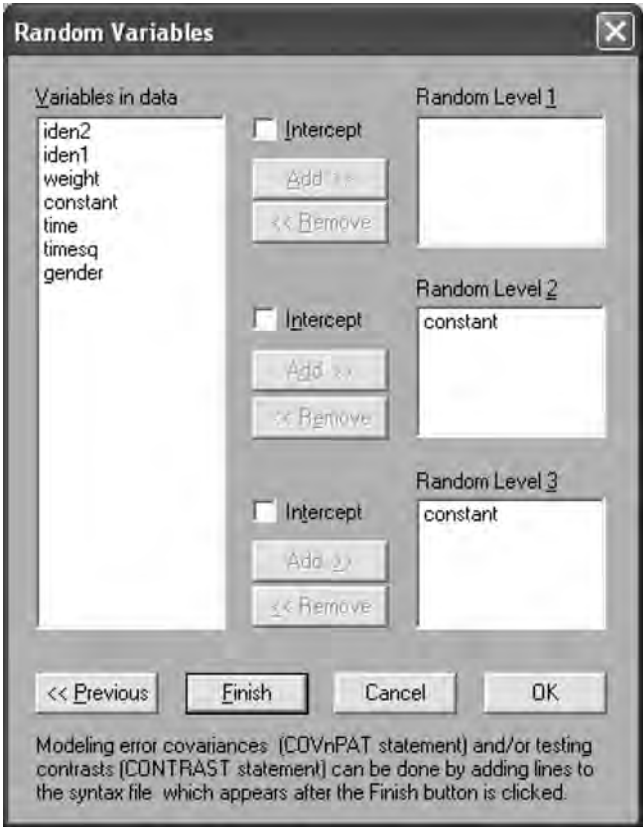 Random Variables
Variables in data
iden2
iden1
weight
constant
time
timesq
gender
Intercept
Add >>
<< Remove
Random Level 1
Intercept
Add >>
<< Remove
Random Level 2
constant
Intercept
Add >>
<< Remove
Random Level 3
constant
<< Previous
Finish
Cancel
OK
Modeling error covariances (COVnPAT statement) and/or testing
contrasts (CONTRAST statement) can be done by adding lines to
the syntax file which appears after the Finish button is clicked.